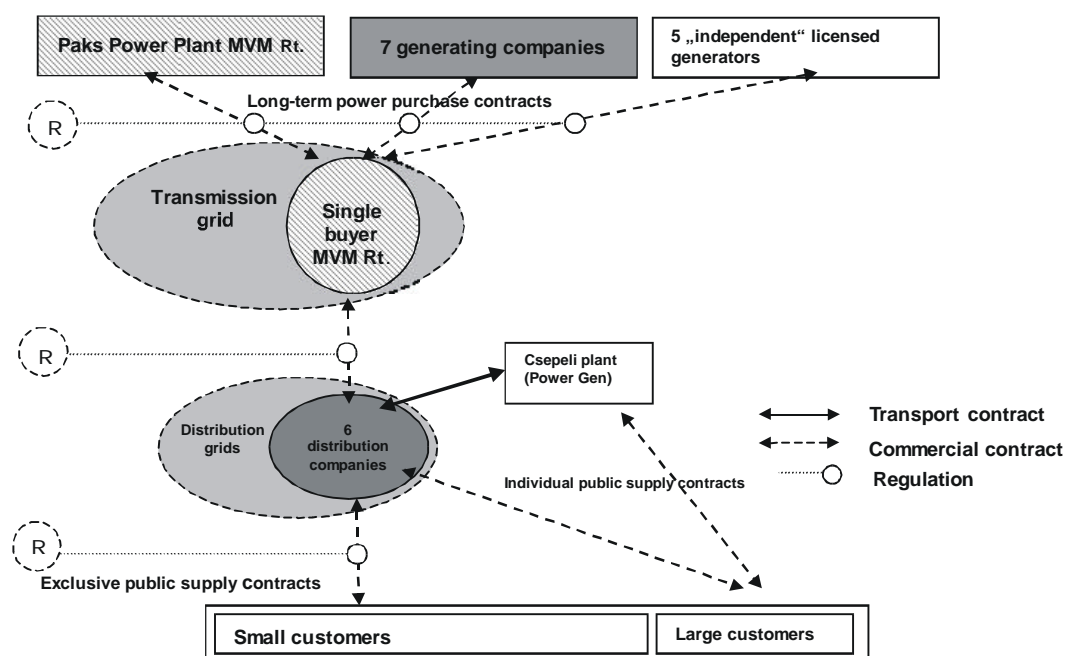 Paks Power Plant MVM Rt.
7 generating companies
5 „independent“ licensed
generators
Long-term power purchase contracts
R
Transmission
grid
Single
buyer
MVM Rt.
R
Csepeli plant
(Power Gen)
Distribution
grids
6
distribution
companies
Transport contract
Commercial contract
Regulation
Individual public supply contracts
R
Exclusive public supply contracts
Small customers
Large customers